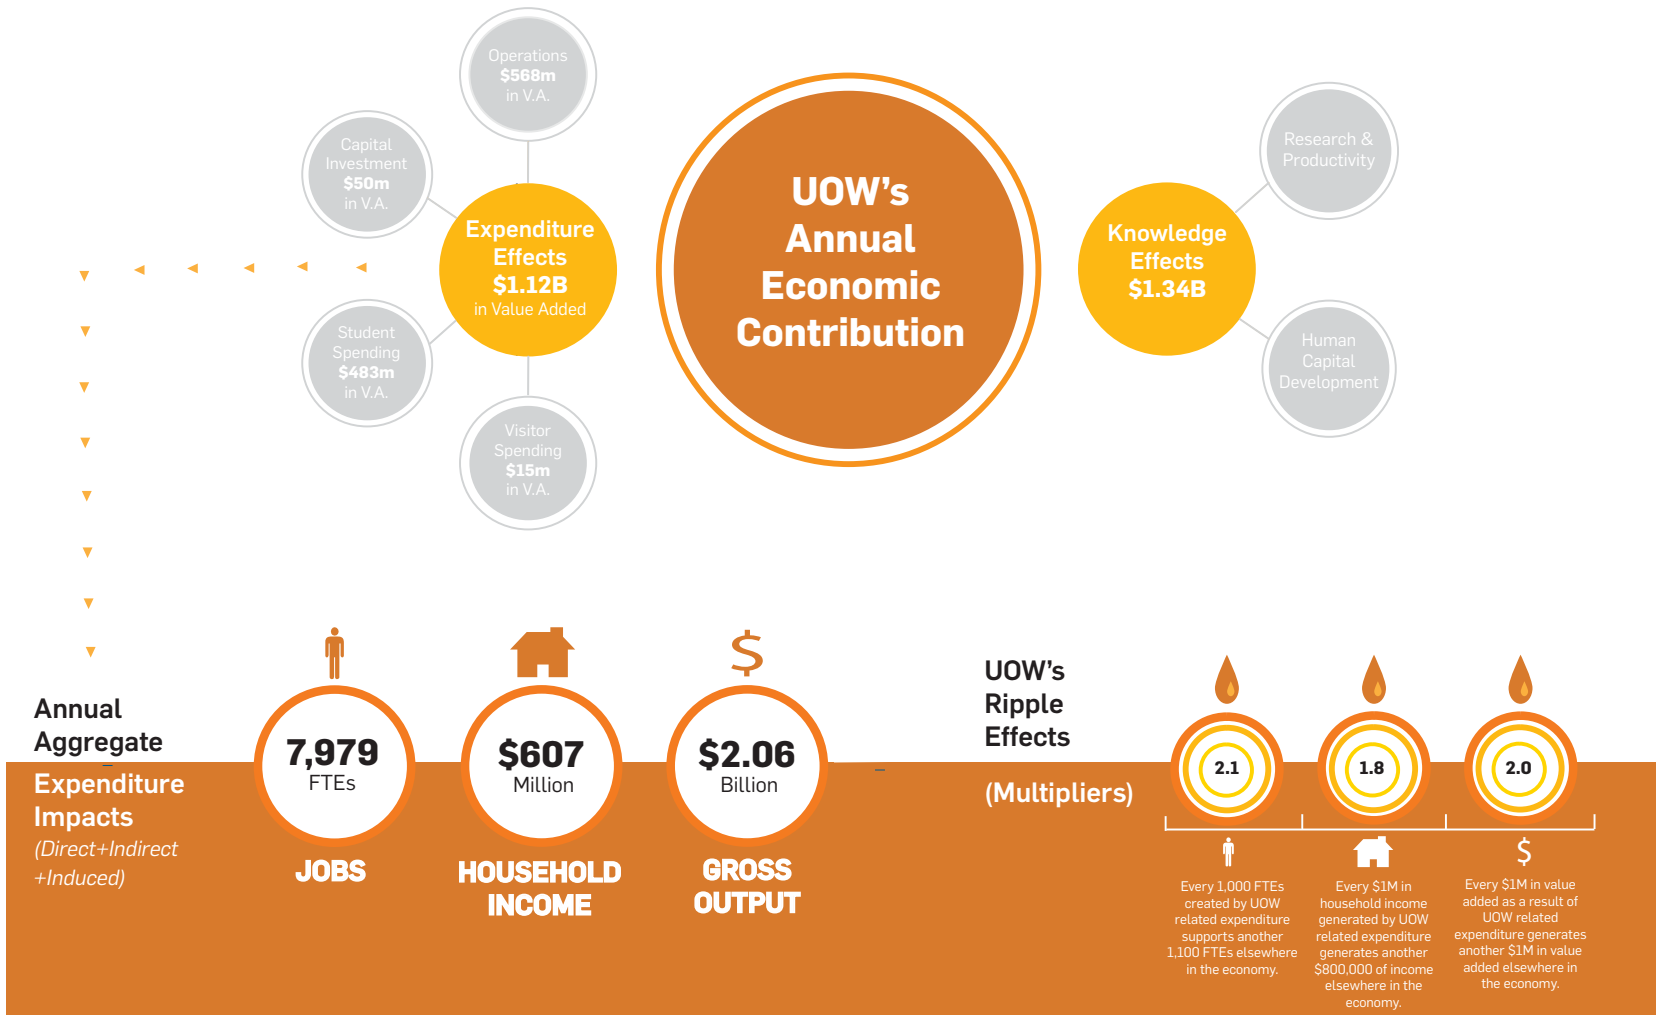 Operations
$568m
in V.A.
Capital
Investment
$50m
in V.A.
Expenditure
Effects
$1.12B
in Value Added
Student
Spending
$483m
in V.A.
Visitor
Spending
$15m
in V.A.
UOW's
Annual
Economic
Contribution
Knowledge
Effects
$1.34B
Research &
Productivity
Human
Capital
Development
Annual
Aggregate
Expenditure
Impacts
(Direct+Indirect
+Induced)
7,979
FTEs
JOBS
$607
Million
HOUSEHOLD
INCOME
$2.06
Billion
GROSS
OUTPUT
UOW's
Ripple
Effects
(Multipliers)
2.1
Every 1,000 FTEs
created by UOW
related expenditure
supports another
1,100 FTEs elsewhere
in the economy.
1.8
Every $1M in
household income
generated by UOW
related expenditure
generates another
$800,000 of income
elsewhere in the
economy.
2.0
Every $1M in value
added as a result of
UOW related
expenditure generates
another $1M in value
added elsewhere in
the economy.